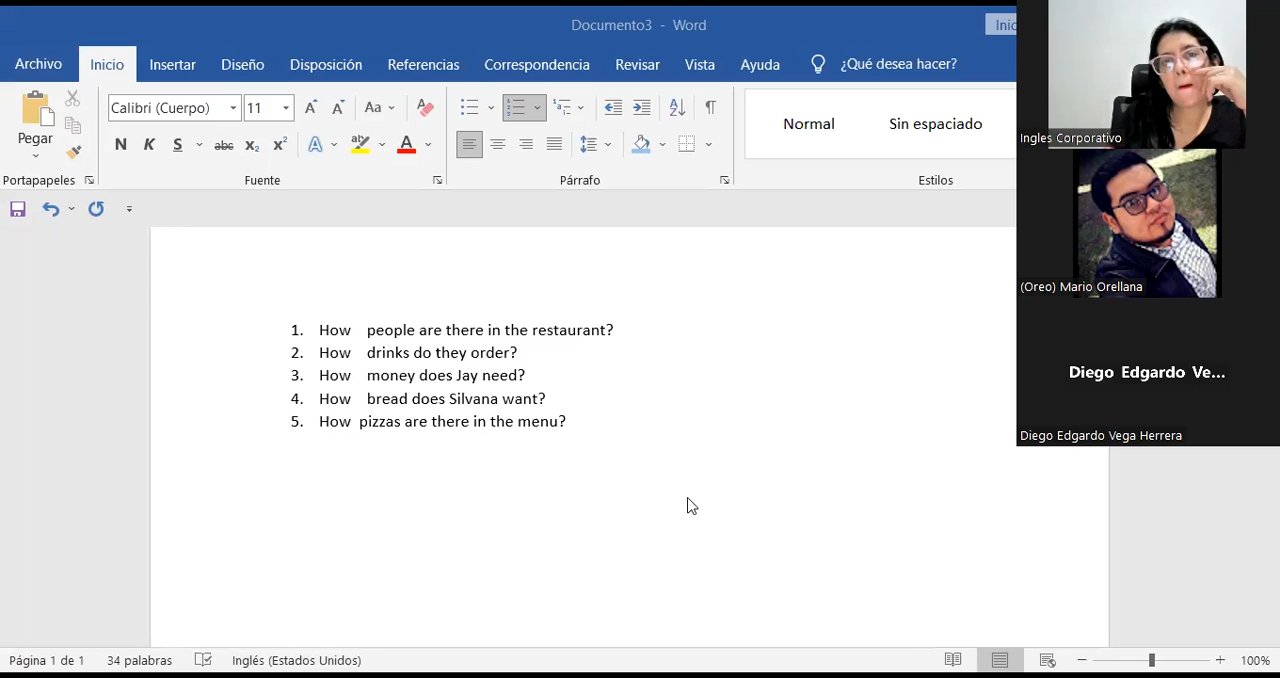 Documento3 - Word
Inic
Archivo
Inicio
Insertar
Diseño
Disposición
Referencias
Correspondencia
Revisar
Vista
Ayuda
¿Qué desea hacer?
Pegar
Calibri (Cuerpo)
11
Aa
N K S abc x₂ x² A A
Normal
Sin espaciado
Portapapeles
Fuente
Párrafo
Estilos
1. How people are there in the restaurant?
2. How drinks do they order?
3. How money does Jay need?
4. How bread does Silvana want?
5. How pizzas are there in the menu?
Ingles Corporativo
(Oreo) Mario Orellana
Diego Edgardo Ve...
Diego Edgardo Vega Herrera
Página 1 de 1
34 palabras
Inglés (Estados Unidos)
100%